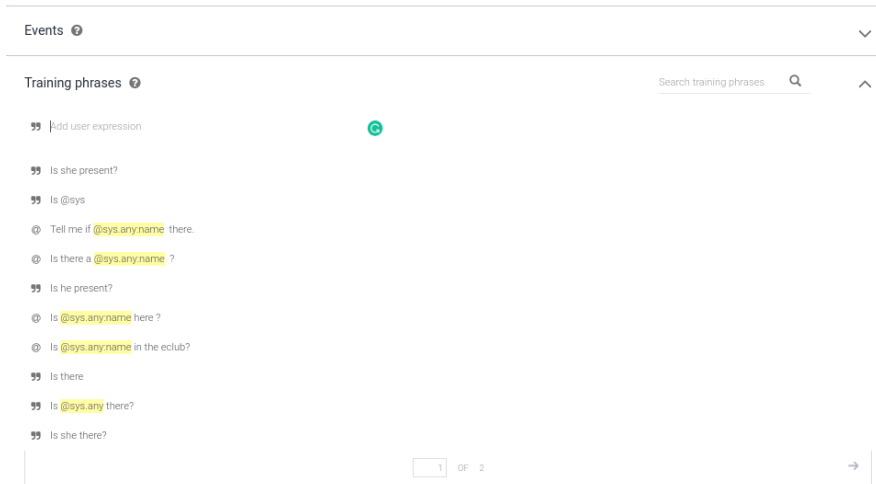 Events
Training phrases
Search training phrases
Add user expression
Is she present?
Is @sys
Tell me if @sys.any:name there.
Is there a @sys.any:name ?
Is he present?
Is @sys.any:name here ?
Is @sys.any:name in the eclub?
Is there
Is @sys.any there?
Is she there?
1 OF 2